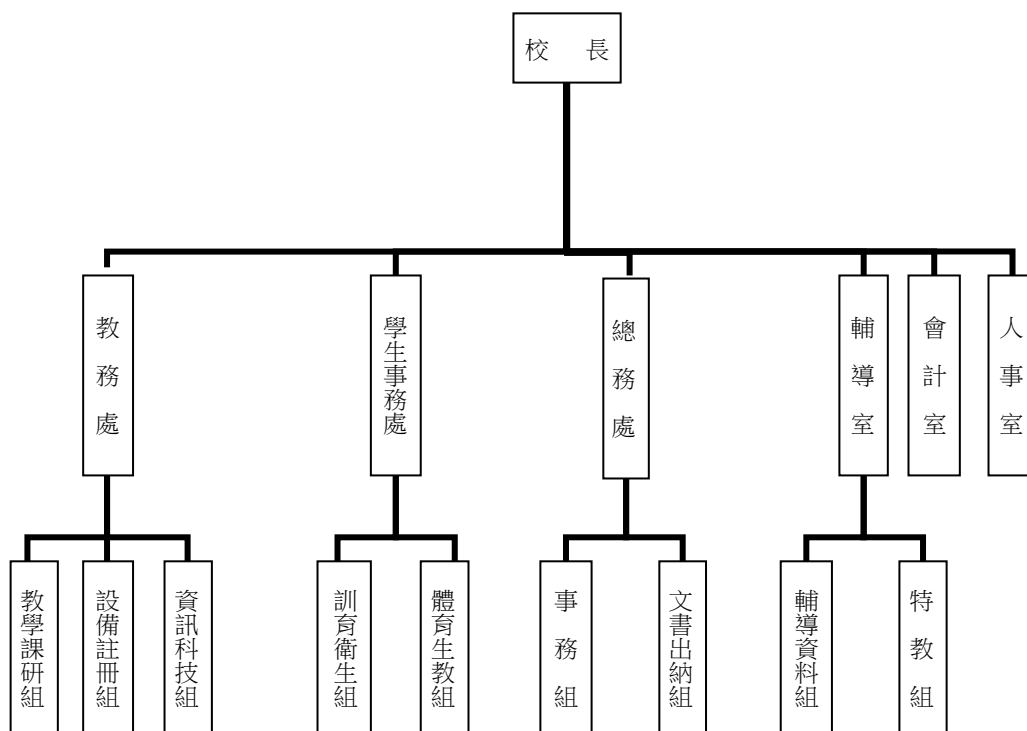 校長
教務處
學生事務處
總務處
輔導室
會計室
人事室
教學課研組
設備註冊組
資訊科技組
訓育衛生組
體育生教組
事務組
文書出納組
輔導資料組
特教組